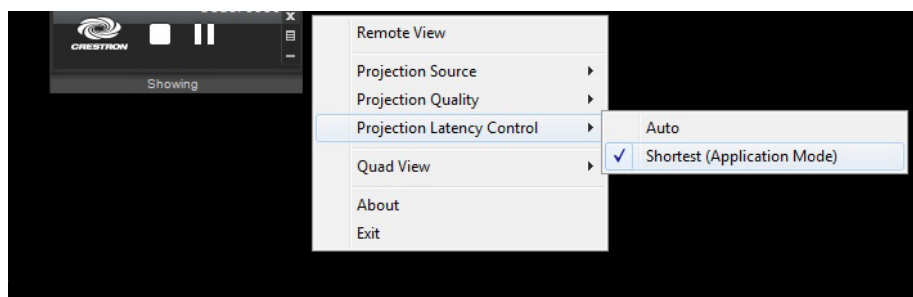 x
CRESTRON
Showing
Remote View
Projection Source
Projection Quality
Projection Latency Control
Auto
Shortest (Application Mode)
Quad View
About
Exit